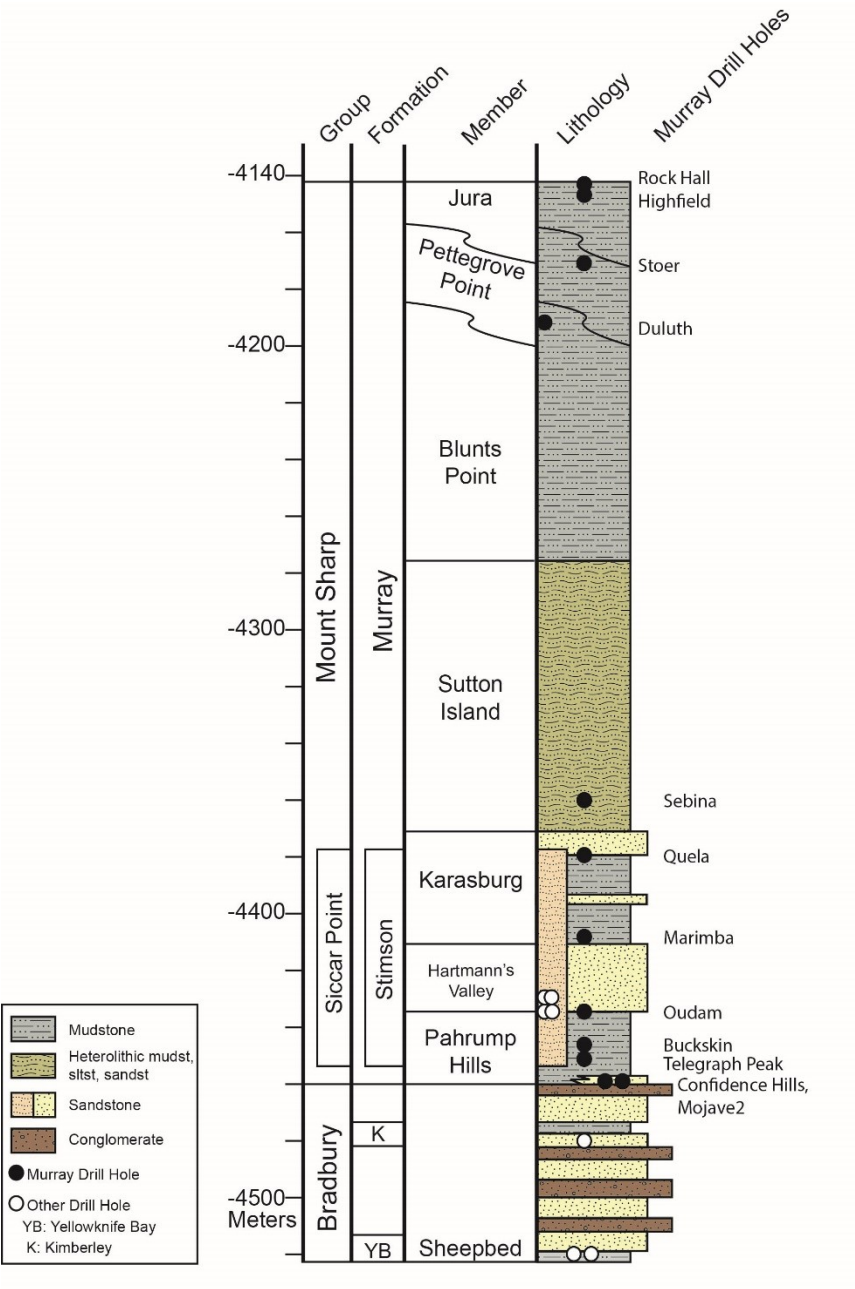 Group
Formation
Member
Lithology
Murray Drill Holes
-4140
Rock Hall
Jura
Highfield
Pettegrove
Point
Stoer
Duluth
-4200
Blunts
Point
Mount Sharp
Murray
-4300
Sutton
Island
Sebina
Quela
Karasburg
-4400
Marimba
Siccar Point
Stimson
Hartmann's
Valley
Oudam
Pahrump
Hills
Buckskin
Telegraph Peak
Confidence Hills,
Mojave2
Bradbury
K
-4500
Meters
YB
Sheepbed
Mudstone
Heterolithic mudst,
sltst, sandst
Sandstone
Conglomerate
Murray Drill Hole
Other Drill Hole
YB: Yellowknife Bay
K: Kimberley